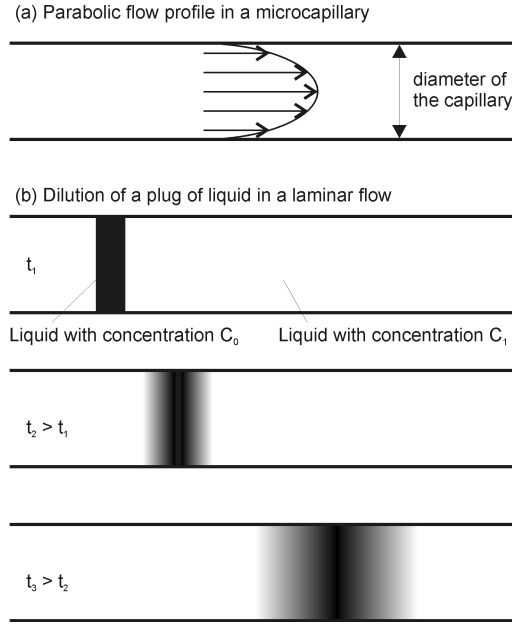 (a) Parabolic flow profile in a microcapillary
diameter of
the capillary
(b) Dilution of a plug of liquid in a laminar flow
t₁
Liquid with concentration C₀
Liquid with concentration C₁
t₂ > t₁
t₃ > t₂